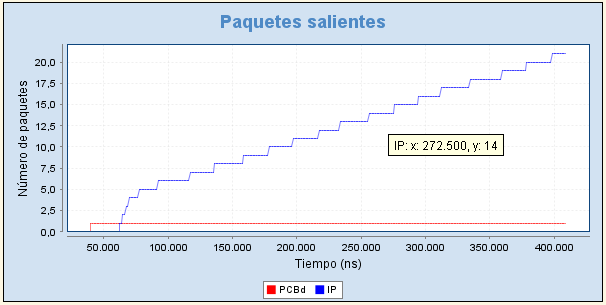 Paquetes salientes
Número de paquetes
20,0
17,5
15,0
12,5
10,0
7,5
5,0
2,5
0,0
IP: x: 272.500, y: 14
50.000 100.000 150.000 200.000 250.000 300.000 350.000 400.000
Tiempo (ns)
PCBd IP